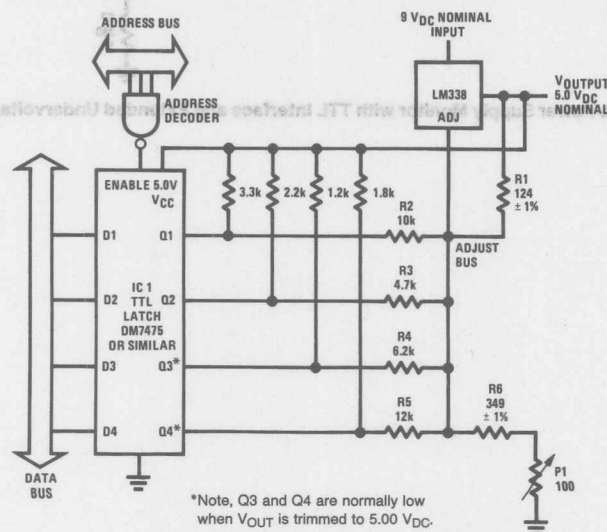 ADDRESS BUS
9 VDC NOMINAL
INPUT
LM338
ADJ
VOUTPUT
5.0 VDC
NOMINAL
ADDRESS
DECODER
ENABLE 5.0V
VCC
3.3k
2.2k
1.2k
1.8k
R1
124
± 1%
R2
10k
D1
Q1
ADJUST
BUS
R3
4.7k
IC 1
TTL
LATCH
DM7475
OR SIMILAR
D2
Q2
R4
6.2k
D3
Q3*
R5
12k
R6
349
± 1%
D4
Q4*
P1
100
DATA
BUS
*Note, Q3 and Q4 are normally low
when VOUT is trimmed to 5.00 VDC.